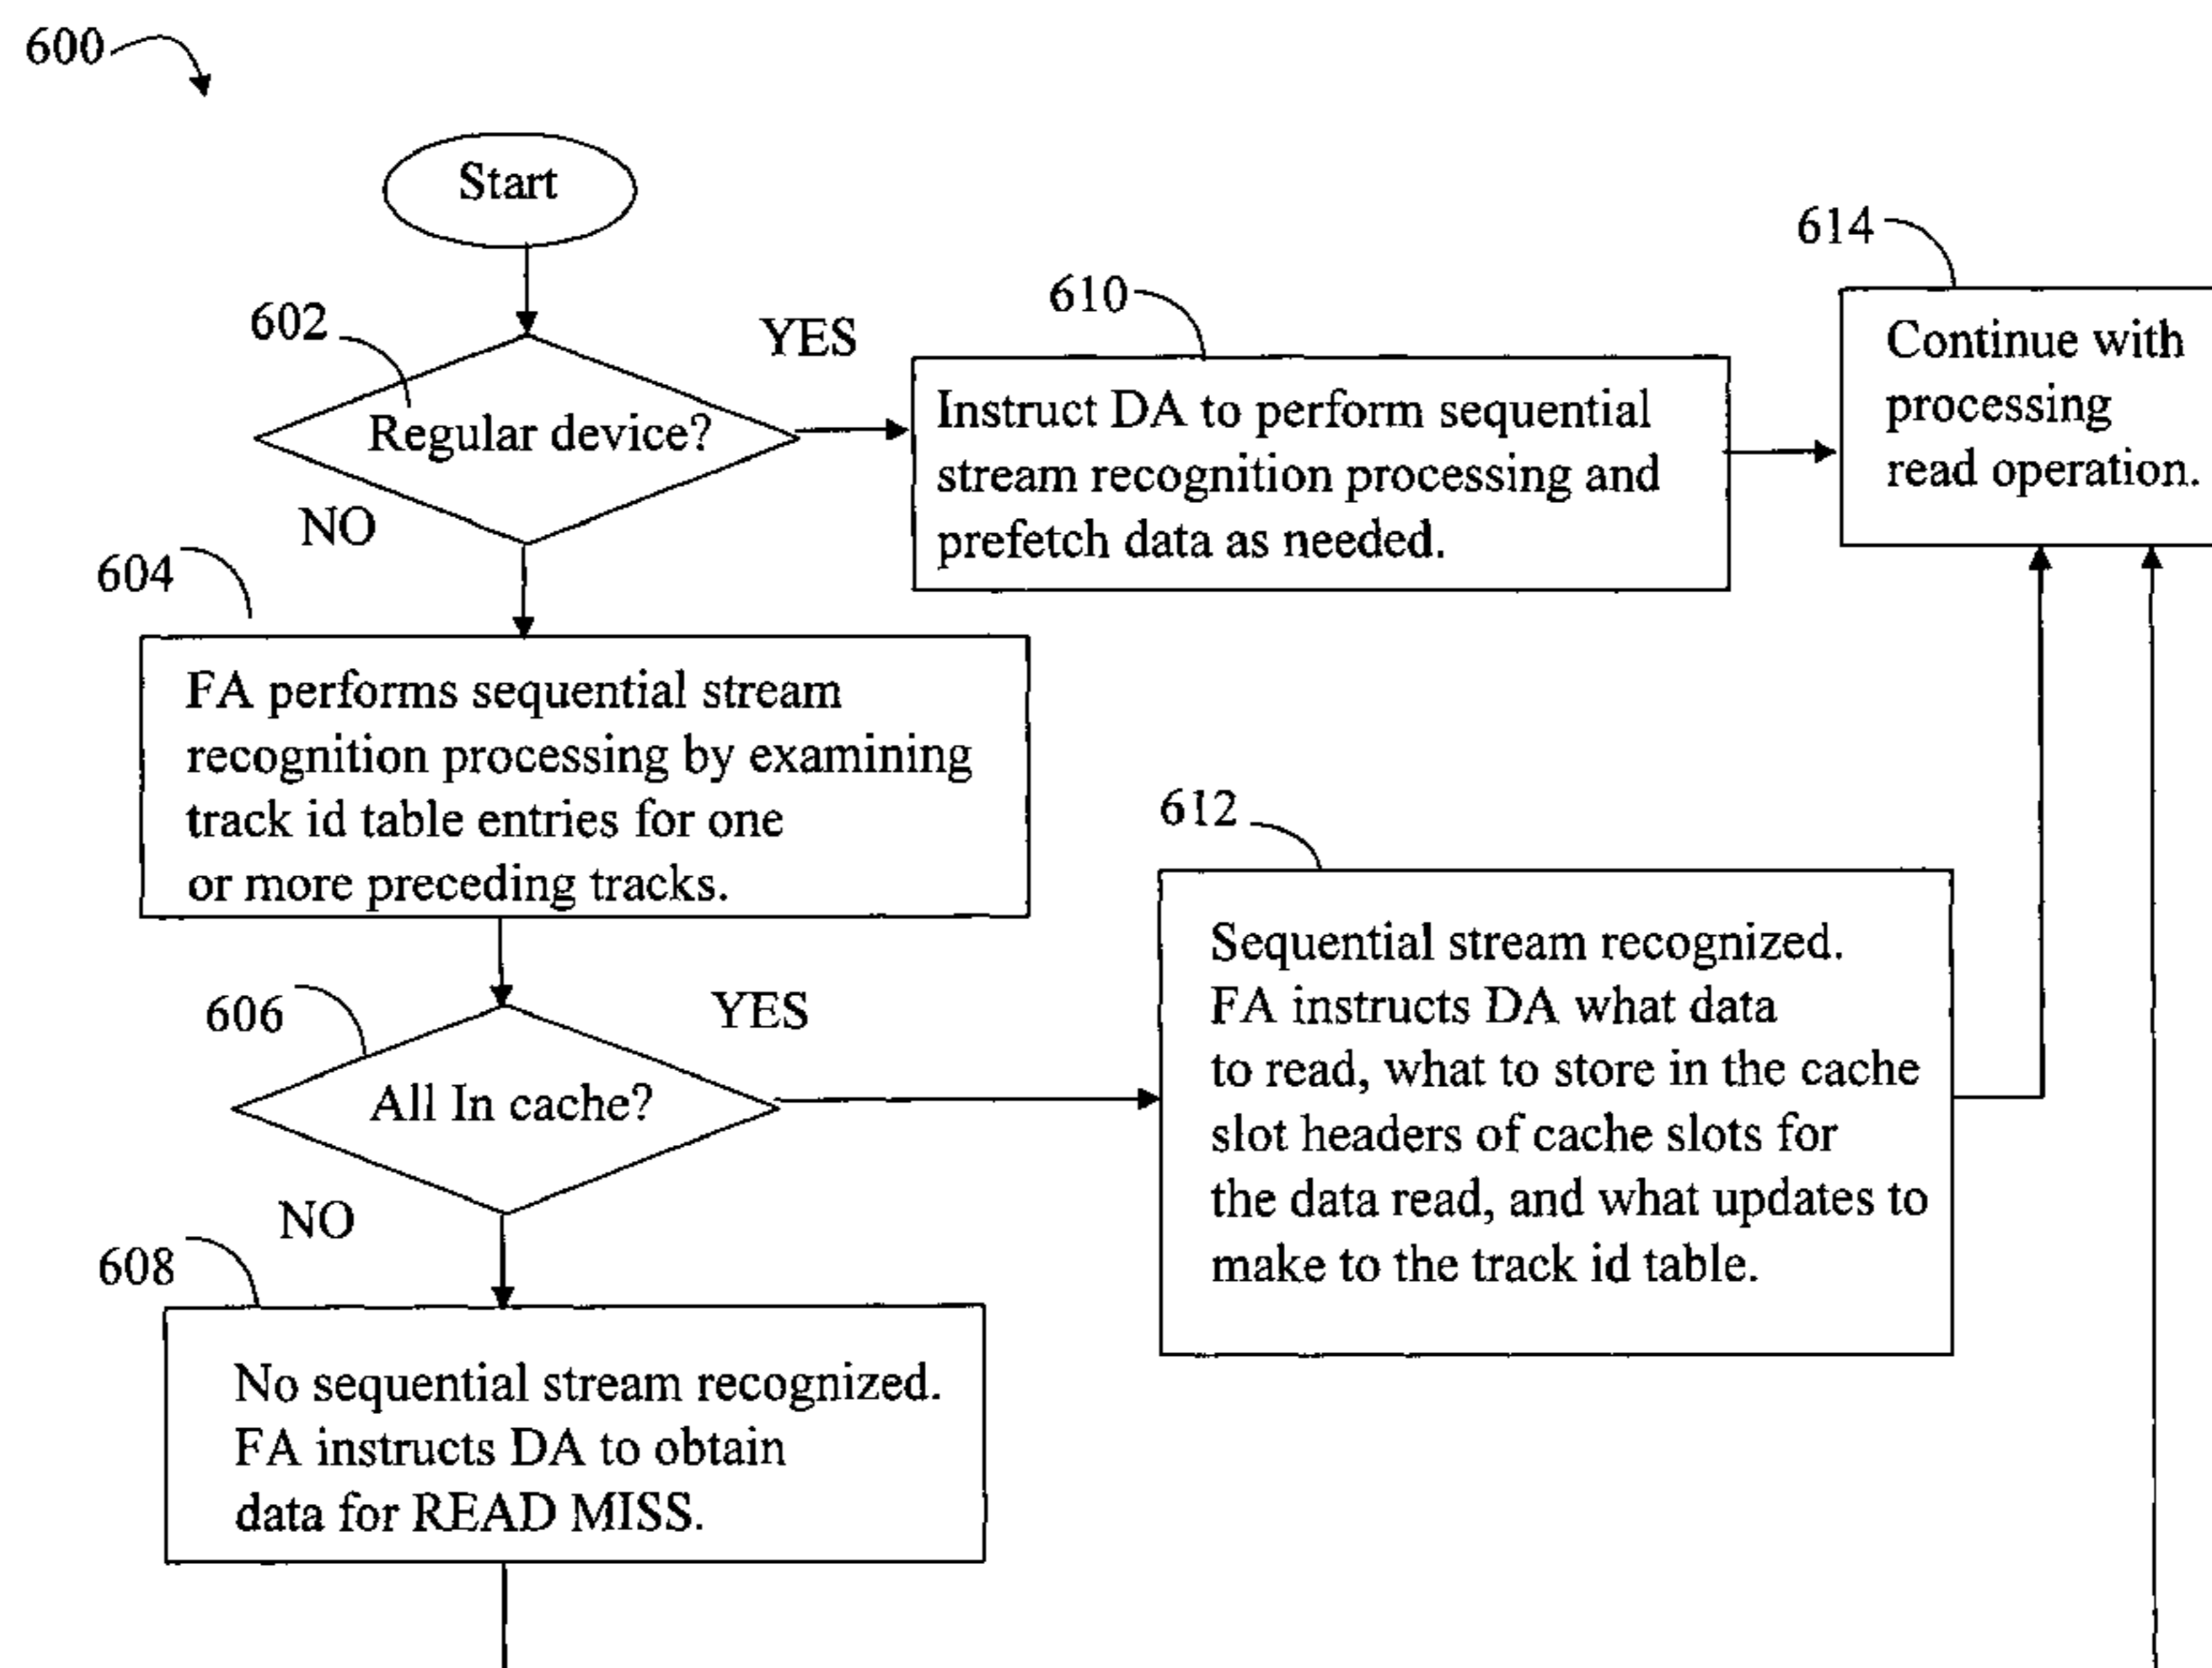 600
Start
602
YES
Regular device?
NO
610
Instruct DA to perform sequential
stream recognition processing and
prefetch data as needed.
614
Continue with
processing
read operation.
604
FA performs sequential stream
recognition processing by examining
track id table entries for one
or more preceding tracks.
606
YES
All In cache?
NO
612
Sequential stream recognized.
FA instructs DA what data
to read, what to store in the cache
slot headers of cache slots for
the data read, and what updates to
make to the track id table.
608
No sequential stream recognized.
FA instructs DA to obtain
data for READ MISS.